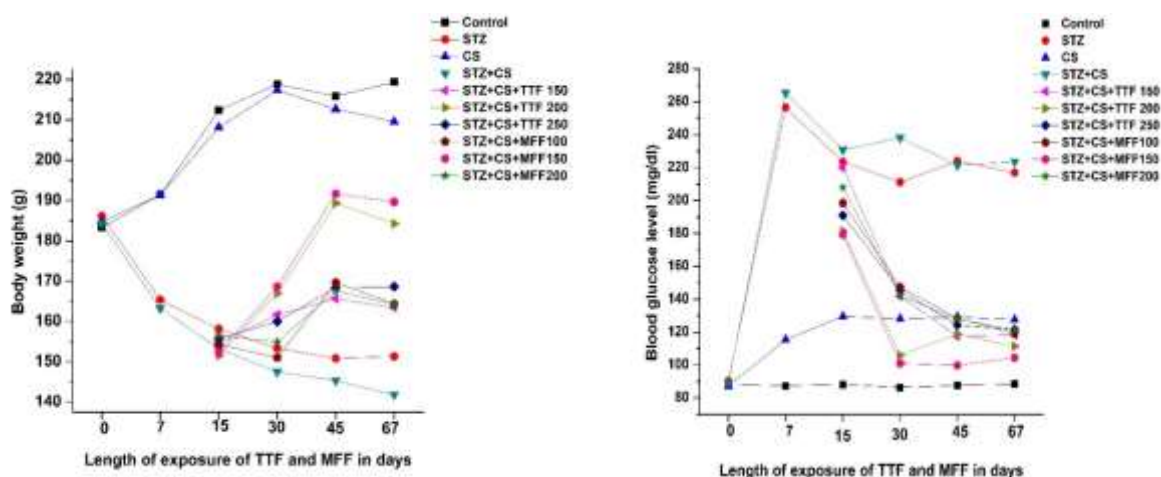 Control
STZ
CS
STZ+CS
STZ+CS+TTF 150
STZ+CS+TTF 200
STZ+CS+TTF 250
STZ+CS+MFF100
STZ+CS+MFF150
STZ+CS+MFF200
220
210
200
190
180
170
160
150
140
Body weight (g)
0 7 15 30 45 67
Length of exposure of TTF and MFF in days
Control
STZ
CS
STZ+CS
STZ+CS+TTF 150
STZ+CS+TTF 200
STZ+CS+TTF 250
STZ+CS+MFF100
STZ+CS+MFF150
STZ+CS+MFF200
280
260
240
220
200
180
160
140
120
100
80
Blood glucose level (mg/dl)
0 7 15 30 45 67
Length of exposure of TTF and MFF in days